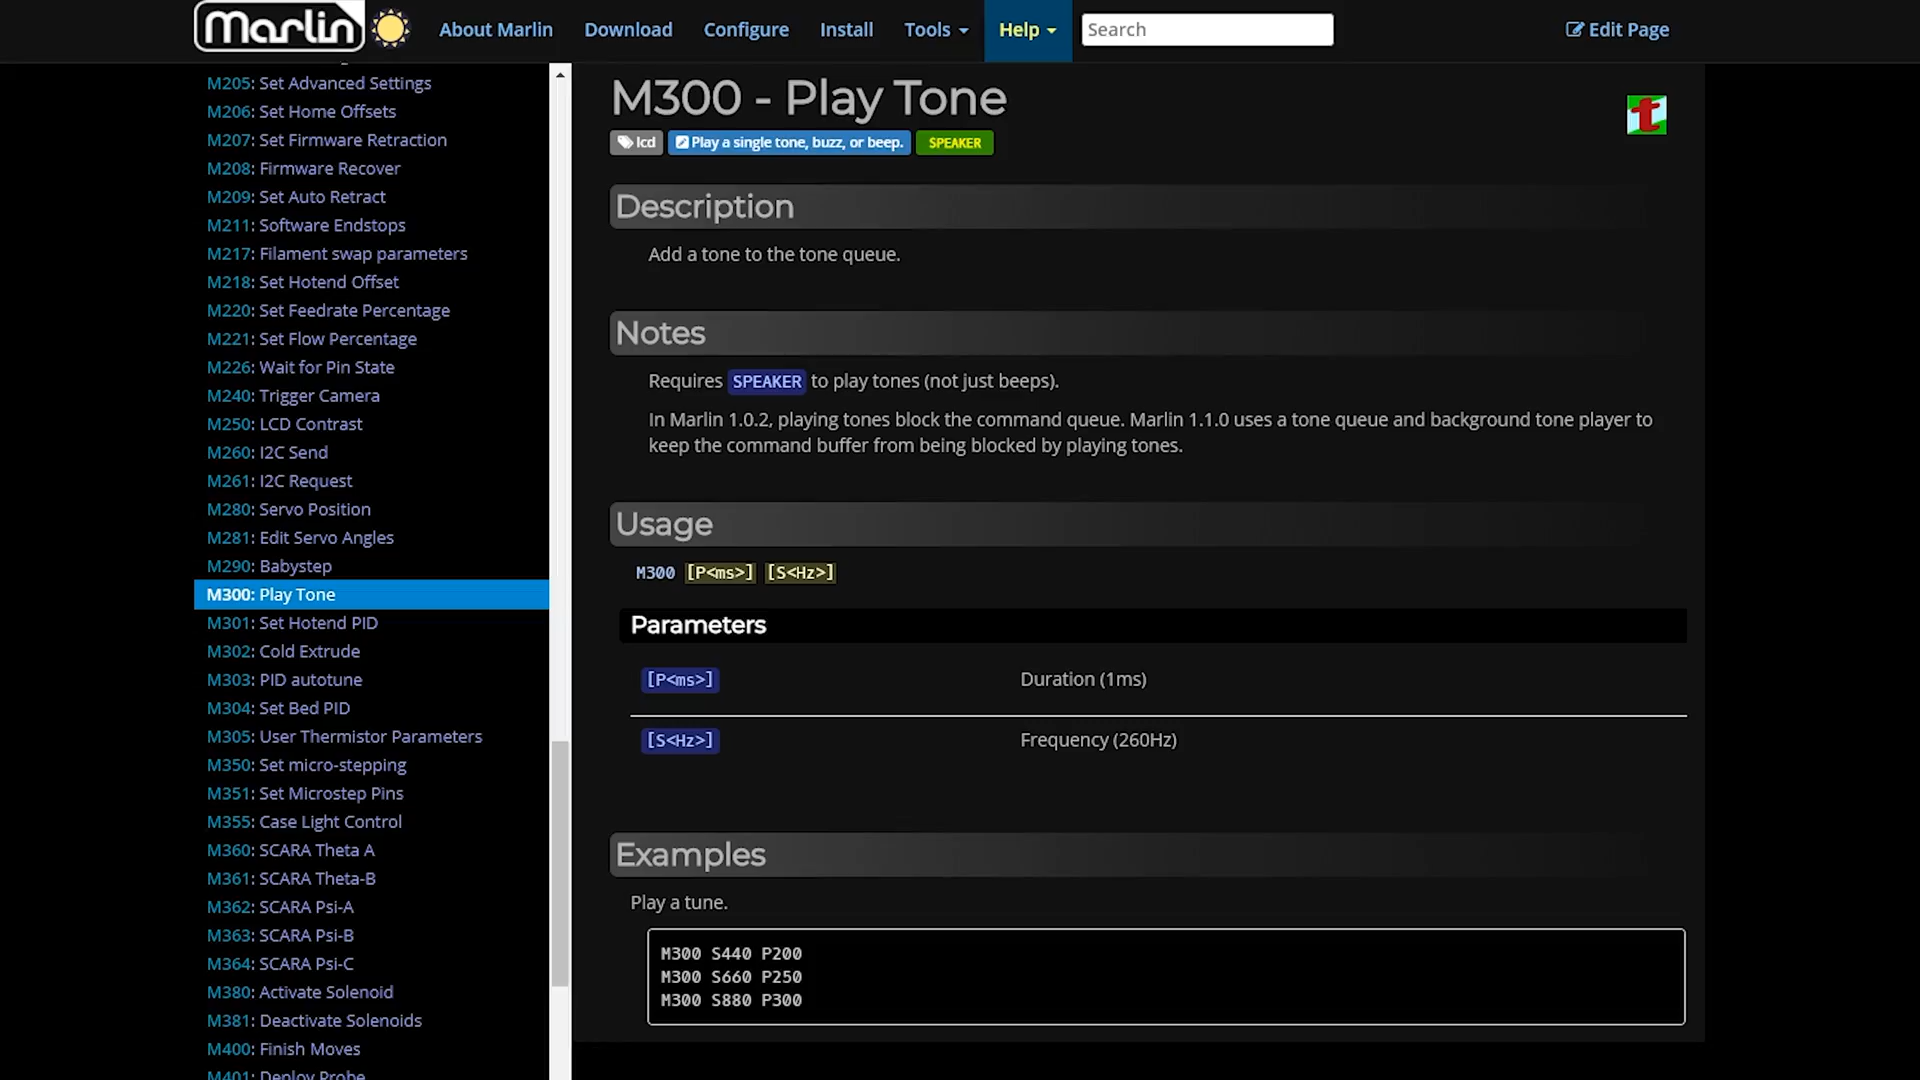 Marlin
About Marlin
Download
Configure
Install
Tools
Help
Search
Edit Page
M205: Set Advanced Settings
M206: Set Home Offsets
M207: Set Firmware Retraction
M208: Firmware Recover
M209: Set Auto Retract
M211: Software Endstops
M217: Filament swap parameters
M218: Set Hotend Offset
M220: Set Feedrate Percentage
M221: Set Flow Percentage
M226: Wait for Pin State
M240: Trigger Camera
M250: LCD Contrast
M260: I2C Send
M261: I2C Request
M280: Servo Position
M281: Edit Servo Angles
M290: Babystep
M300: Play Tone
M301: Set Hotend PID
M302: Cold Extrude
M303: PID autotune
M304: Set Bed PID
M305: User Thermistor Parameters
M350: Set micro-stepping
M351: Set Microstep Pins
M355: Case Light Control
M360: SCARA Theta A
M361: SCARA Theta-B
M362: SCARA Psi-A
M363: SCARA Psi-B
M364: SCARA Psi-C
M380: Activate Solenoid
M381: Deactivate Solenoids
M400: Finish Moves
M401: Deploy Probe
M300 - Play Tone
t
lcd
Play a single tone, buzz, or beep.
SPEAKER
Description
Add a tone to the tone queue.
Notes
Requires SPEAKER to play tones (not just beeps).
In Marlin 1.0.2, playing tones block the command queue. Marlin 1.1.0 uses a tone queue and background tone player to
keep the command buffer from being blocked by playing tones.
Usage
M300 [P<ms>] [S<Hz>]
Parameters
[P<ms>] Duration (1ms)
[S<Hz>] Frequency (260Hz)
Examples
Play a tune.
M300 S440 P200
M300 S660 P250
M300 S880 P300